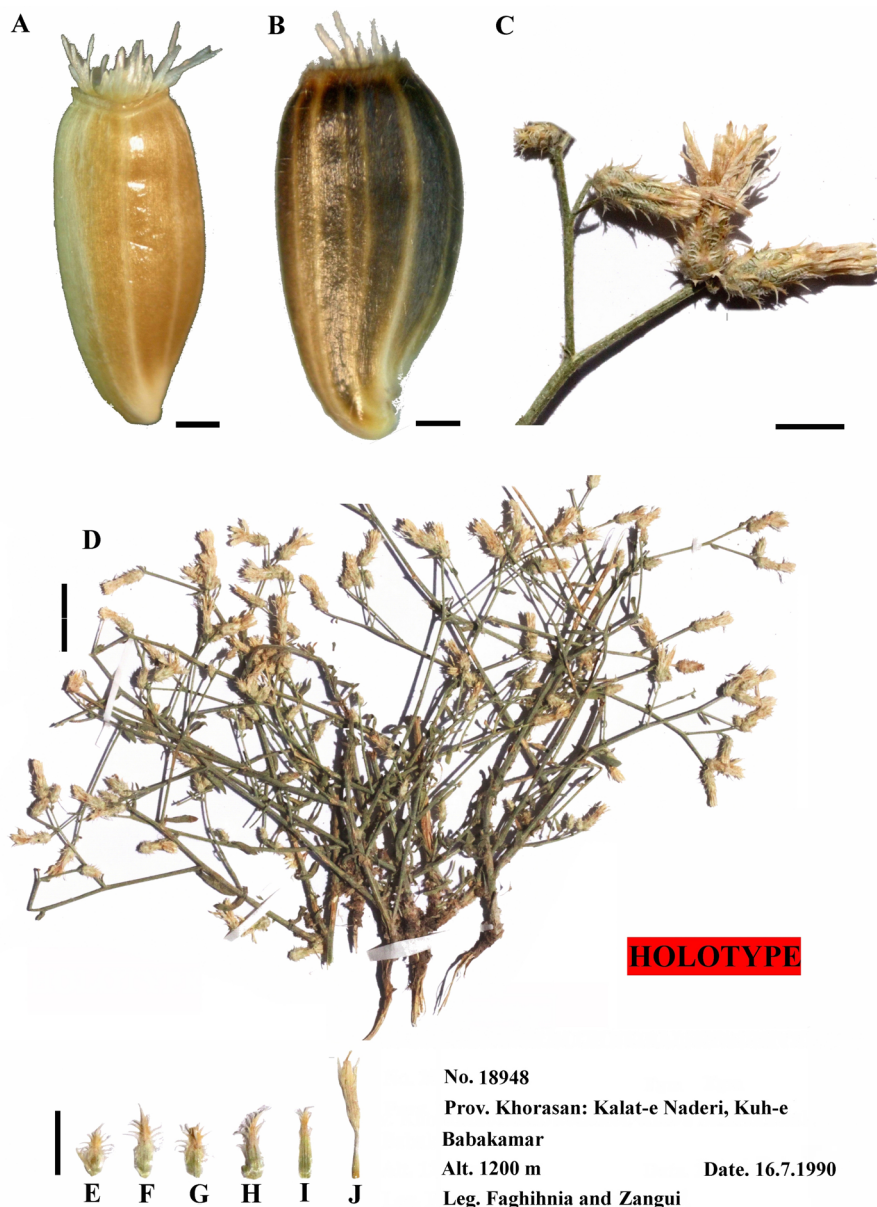 A
B
C
D
HOLOTYPE
E F G H I J
No. 18948
Prov. Khorasan: Kalat-e Naderi, Kuh-e
Babakamar
Alt. 1200 m Date. 16.7.1990
Leg. Faghihnia and Zangui